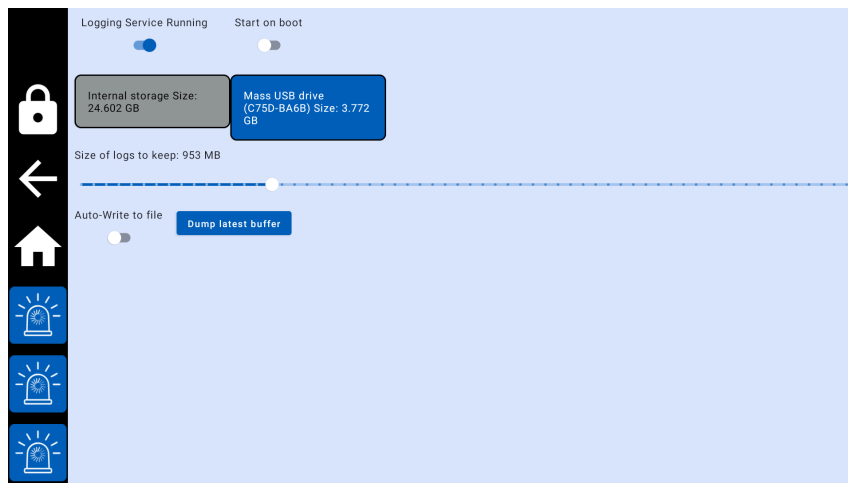 Logging Service Running Start on boot
Internal storage Size:
24.602 GB
Mass USB drive
(C75D-BA6B) Size: 3.772
GB
Size of logs to keep: 953 MB
Auto-Write to file
Dump latest buffer